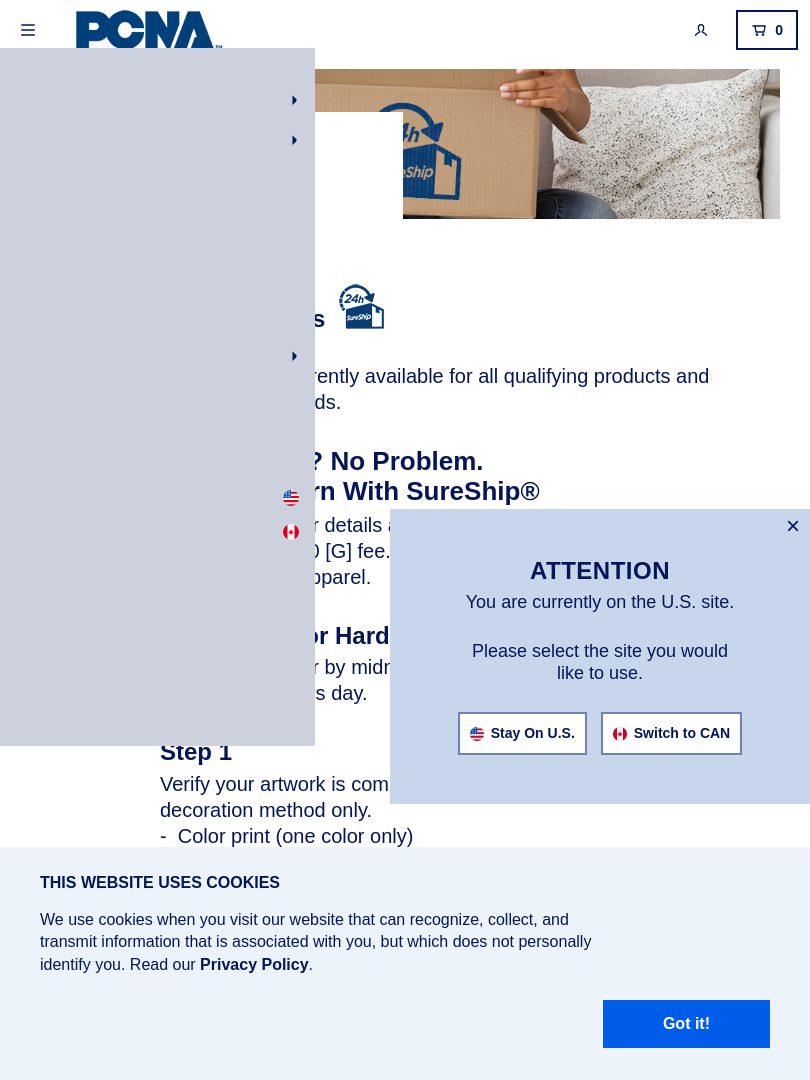 PCNA™
0
24h
SureShip
s
24h
SureShip
rently available for all qualifying products and
ds.
? No Problem.
rn With SureShip®
r details
0 [G] fee.
pparel.
or Hard
r by midn
s day.
×
ATTENTION
You are currently on the U.S. site.
Please select the site you would
like to use.
Stay On U.S.
Switch to CAN
Step 1
Verify your artwork is com
decoration method only.
- Color print (one color only)
THIS WEBSITE USES COOKIES
We use cookies when you visit our website that can recognize, collect, and
transmit information that is associated with you, but which does not personally
identify you. Read our Privacy Policy.
Got it!